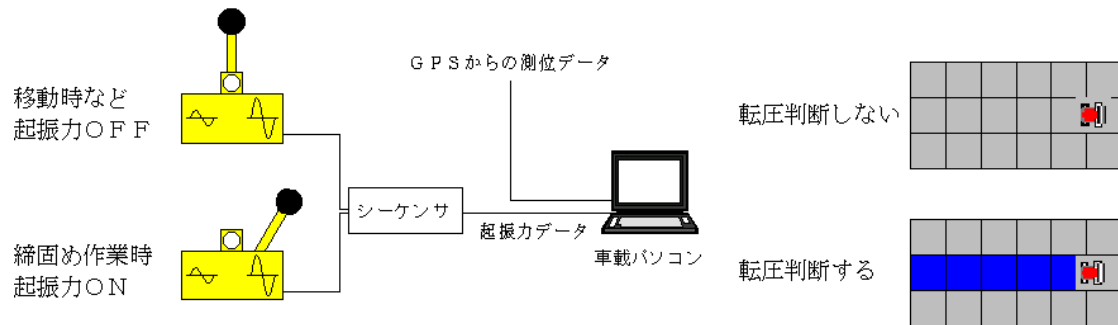 GPSからの測位データ
移動時など
起振力OFF
転圧判断しない
シーケンサ
起振力データ
車載パソコン
締固め作業時
起振力ON
転圧判断する